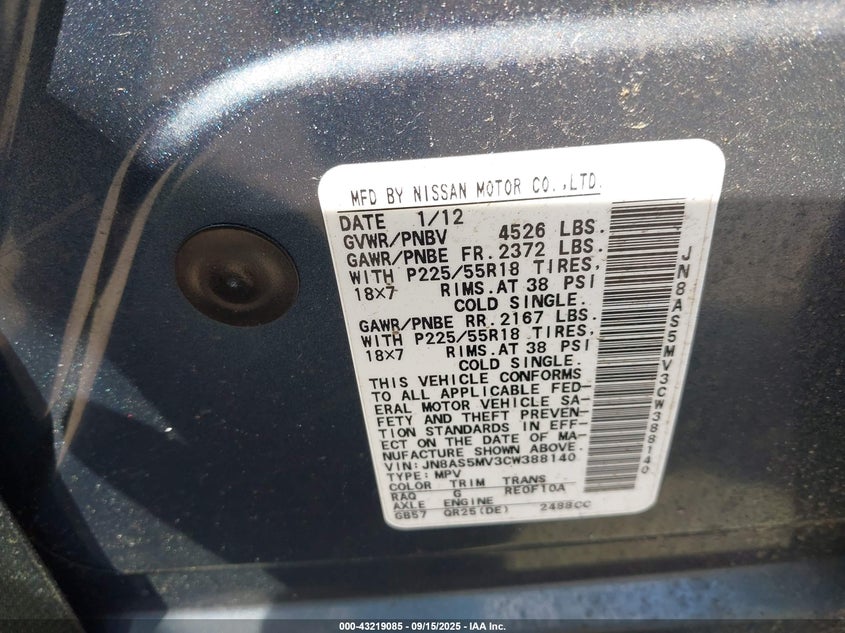 MFD BY NISSAN MOTOR CO.,LTD.
DATE 1/12
GVWR/PNBV 4526 LBS.
GAWR/PNBE FR. 2372 LBS.
WITH P225/55R18 TIRES,
18X7 RIMS.AT 38 PSI
COLD SINGLE.
GAWR/PNBE RR. 2167 LBS.
WITH P225/55R18 TIRES,
18X7 RIMS.AT 38 PSI
COLD SINGLE.
THIS VEHICLE CONFORMS
TO ALL APPLICABLE FED-
ERAL MOTOR VEHICLE SA-
FETY AND THEFT PREVEN-
TION STANDARDS IN EFF-
ECT ON THE DATE OF MA-
NUFACTURE SHOWN ABOVE.
VIN: JN8AS5MV3CW388140
TYPE: MPV
COLOR TRIM TRANS
RAQ G RE0F10A
AXLE ENGINE
GB57 QR25(DE) 2488CC
JN8AS5MV3CW388140
000-43219085 - 09/15/2025 - IAA Inc.